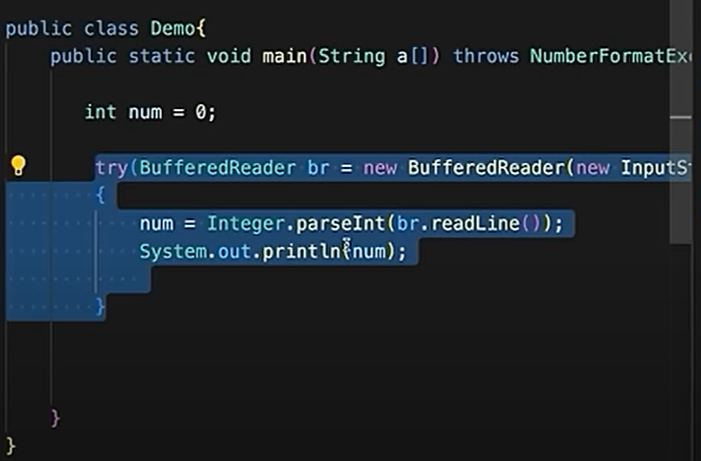 public class Demo{
public static void main(String a[]) throws NumberFormatEx
int num = 0;
try(BufferedReader br = new BufferedReader(new InputSt
{
num = Integer.parseInt(br.readLine());
System.out.println(num);
}
}
}